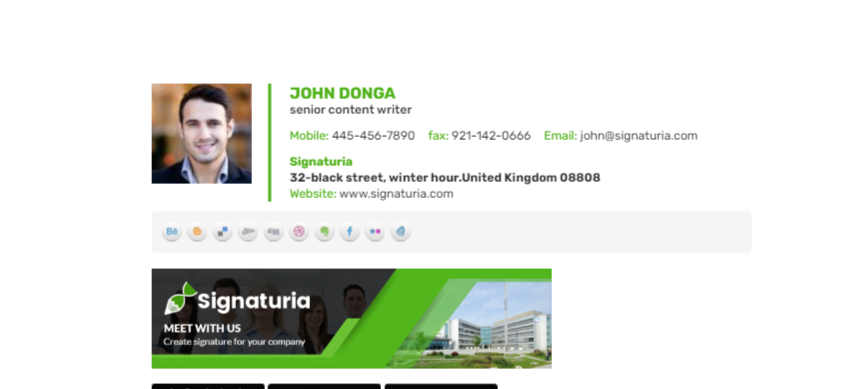 JOHN DONGA
senior content writer
Mobile: 445-456-7890 fax: 921-142-0666 Email: john@signaturia.com
Signaturia
32-black street, winter hour.United Kingdom 08808
Website: www.signaturia.com
Bē
Signaturia
MEET WITH US
Create signature for your company